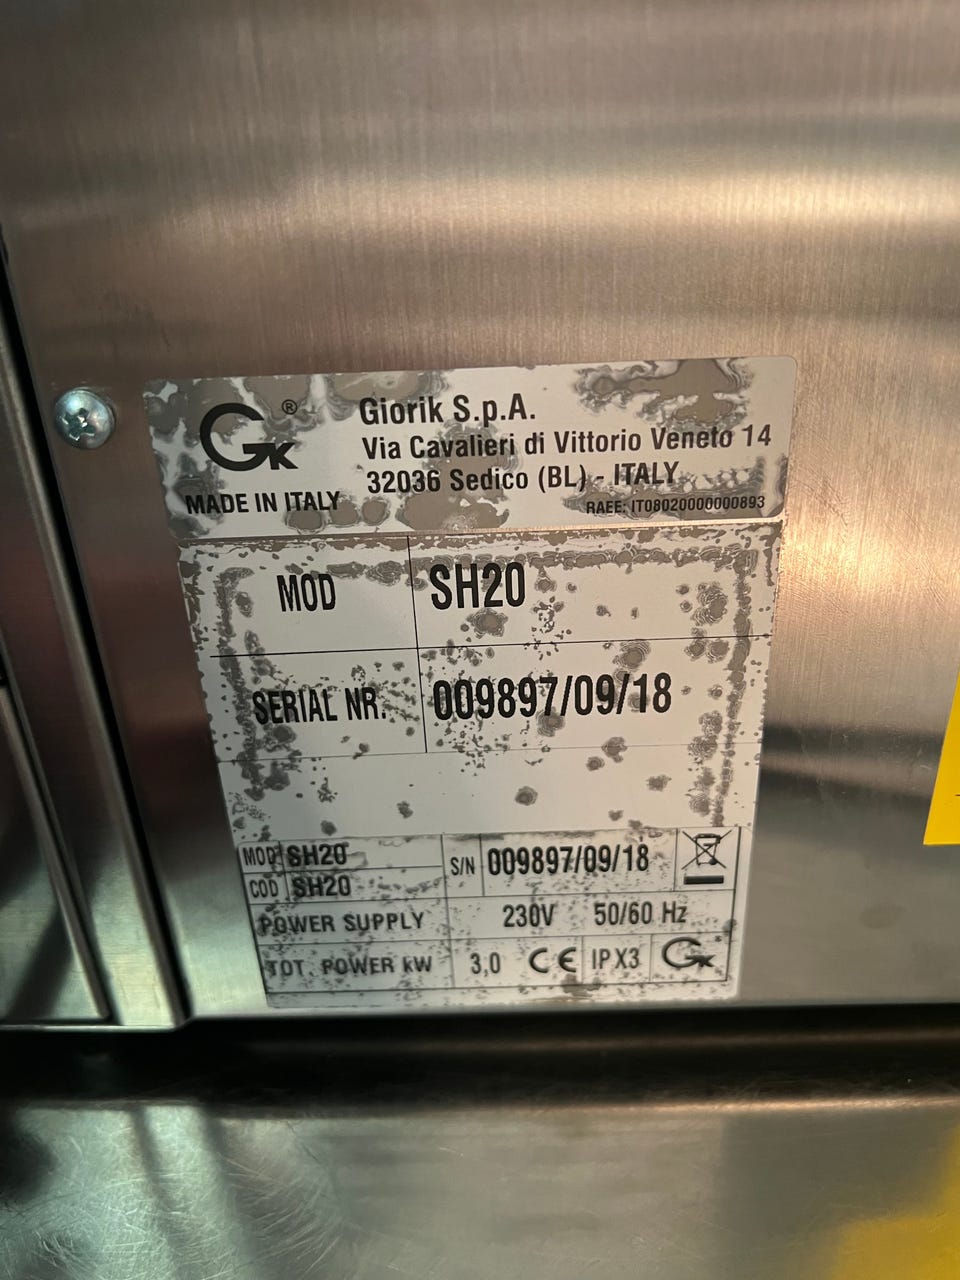 GK ® Giorik S.p.A.
Via Cavalieri di Vittorio Veneto 14
32036 Sedico (BL) - ITALY
MADE IN ITALY
RAEE: IT08020000000893
MOD SH20
SERIAL NR. 009897/09/18
MOD SH20 S/N 009897/09/18
COD SH20
POWER SUPPLY 230V 50/60 Hz
TOT. POWER KW 3,0 CE IPX3 GK